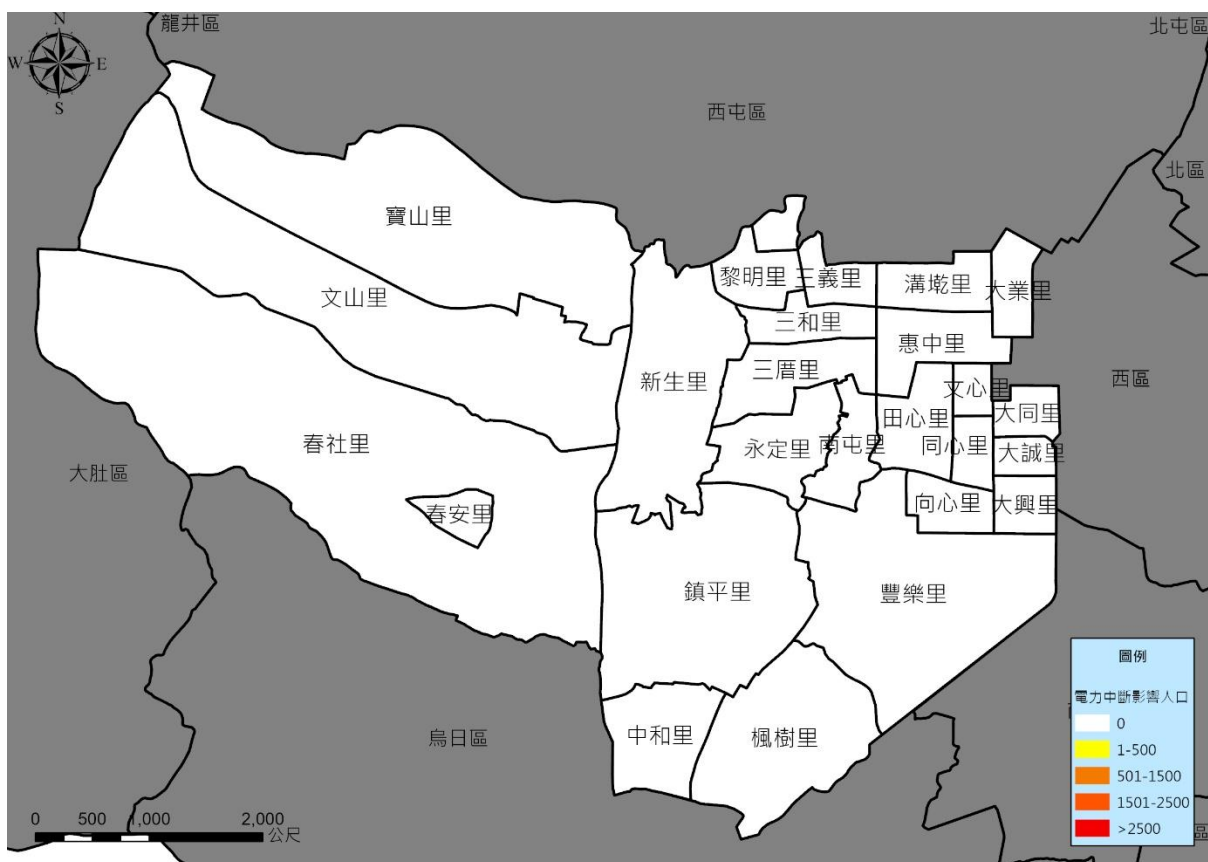 龍井區
N
W
E
S
北屯區
西屯區
北區
寶山里
黎明里
三義里
溝墘里
大業里
文山里
三和里
惠中里
新生里
三厝里
文心里
西區
大同里
田心里
春社里
永定里
南屯里
同心里
大誠里
大肚區
春安里
向心里
大興里
鎮平里
豐樂里
中和里
楓樹里
烏日區
圖例
電力中斷影響人口
0
1-500
501-1500
1501-2500
>2500
0 500 1,000 2,000
公尺
區